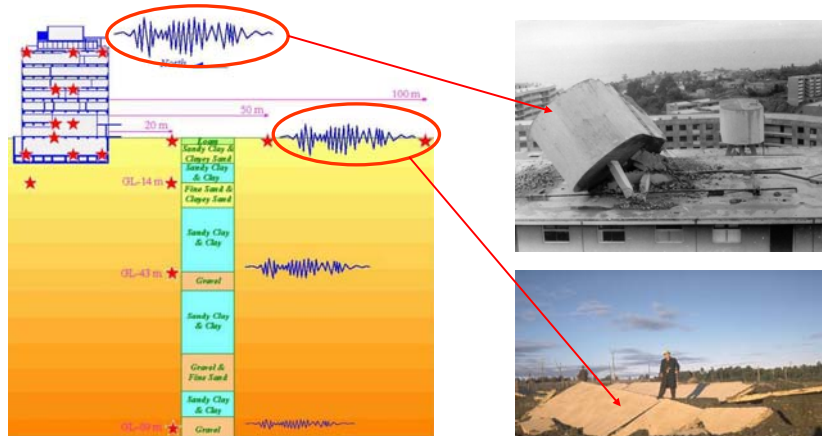 North
100 m
50 m
20 m
Loam
Sandy Clay &
Clayey Sand
Sandy Clay
& Clay
GL-14 m
Fine Sand &
Clayey Sand
Sandy Clay
& Clay
GL-43 m
Gravel
Sandy Clay
& Clay
Gravel &
Fine Sand
Sandy Clay
& Clay
GL-89 m
Gravel